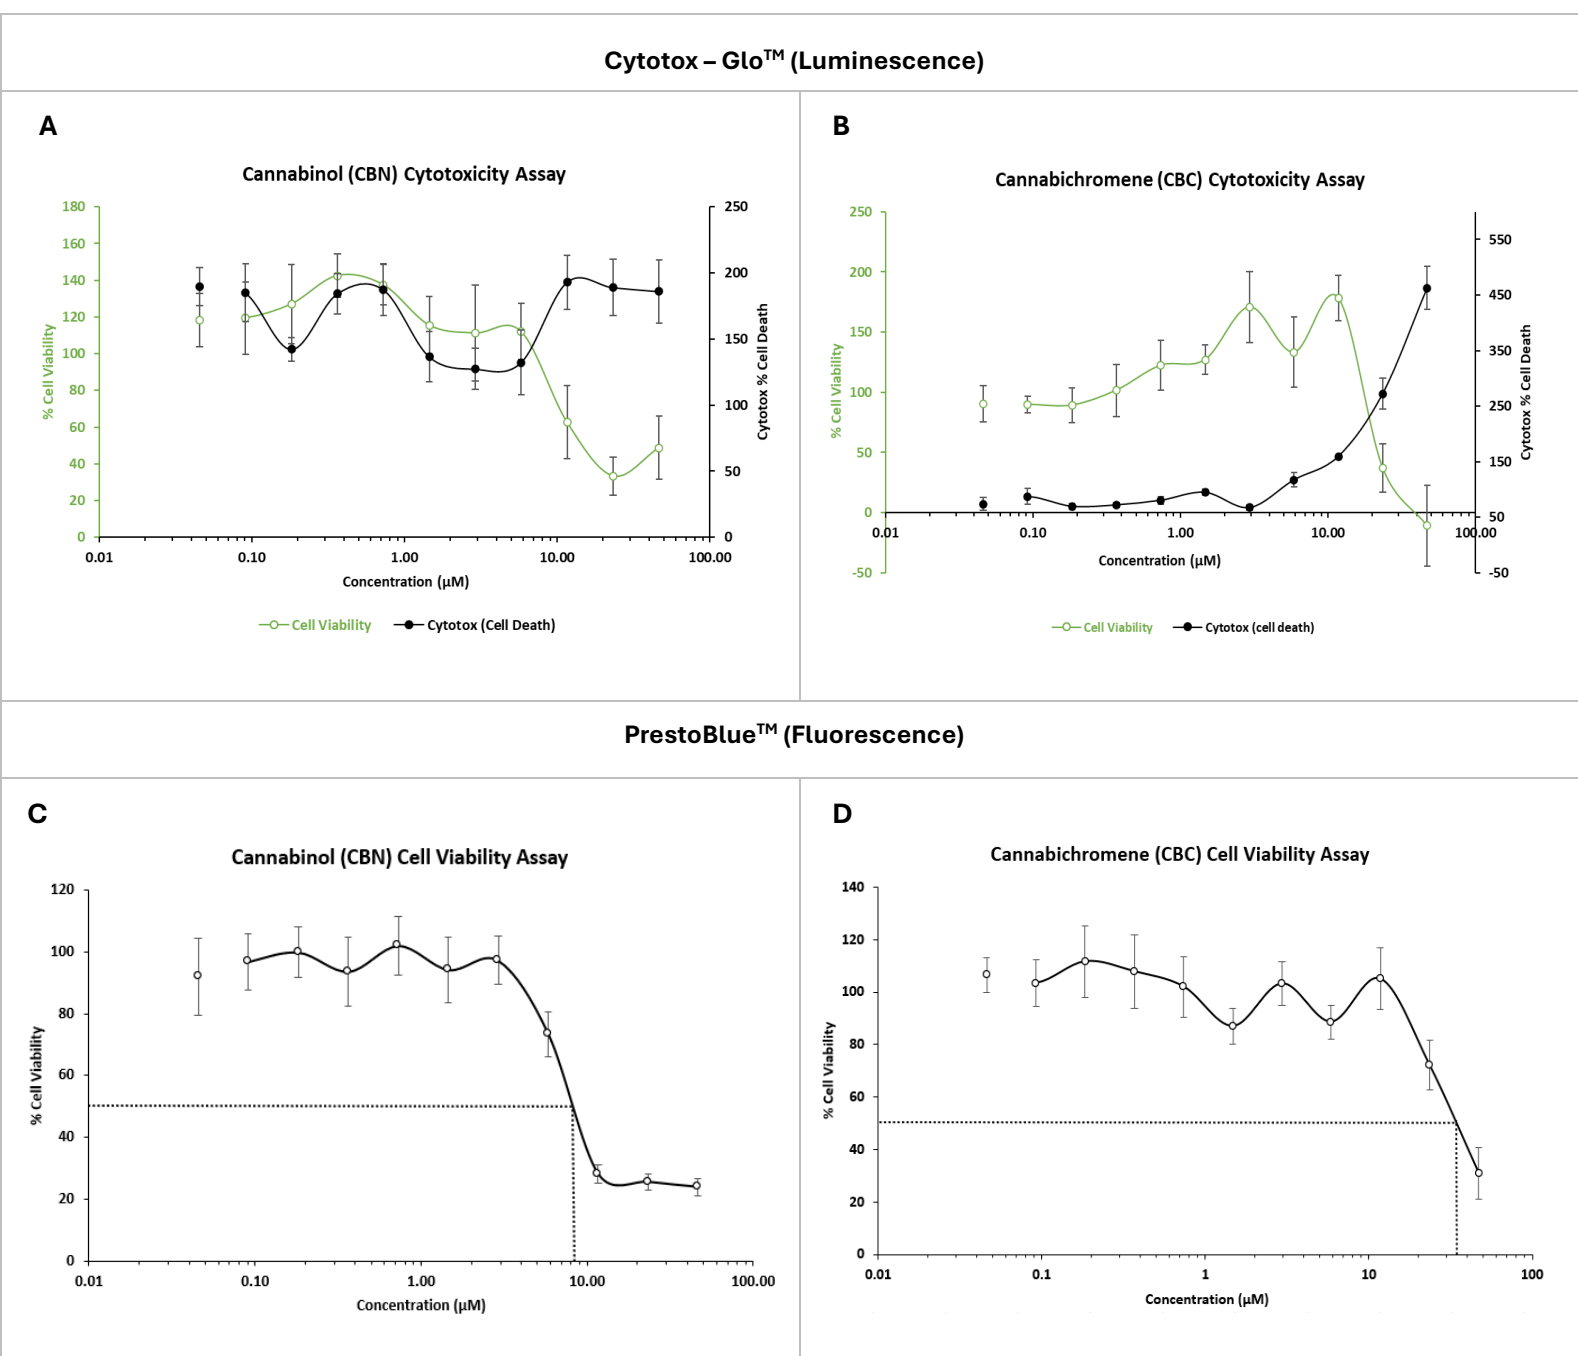 Cytotox – Glo™ (Luminescence)
A
Cannabinol (CBN) Cytotoxicity Assay
180
160
140
120
100
80
60
40
20
0
% Cell Viability
250
200
150
100
50
0
Cytotox % Cell Death
0.01
0.10
1.00
10.00
100.00
Concentration (µM)
Cell Viability
Cytotox (Cell Death)
B
Cannabichromene (CBC) Cytotoxicity Assay
250
200
150
100
50
0
-50
% Cell Viability
550
450
350
250
150
50
-50
Cytotox % Cell Death
0.01
0.10
1.00
10.00
100.00
Concentration (µM)
Cell Viability
Cytotox (cell death)
PrestoBlue™ (Fluorescence)
C
Cannabinol (CBN) Cell Viability Assay
120
100
80
60
40
20
0
% Cell Viability
0.01
0.10
1.00
10.00
100.00
Concentration (µM)
D
Cannabichromene (CBC) Cell Viability Assay
140
120
100
80
60
40
20
0
% Cell Viability
0.01
0.1
1
10
100
Concentration (µM)